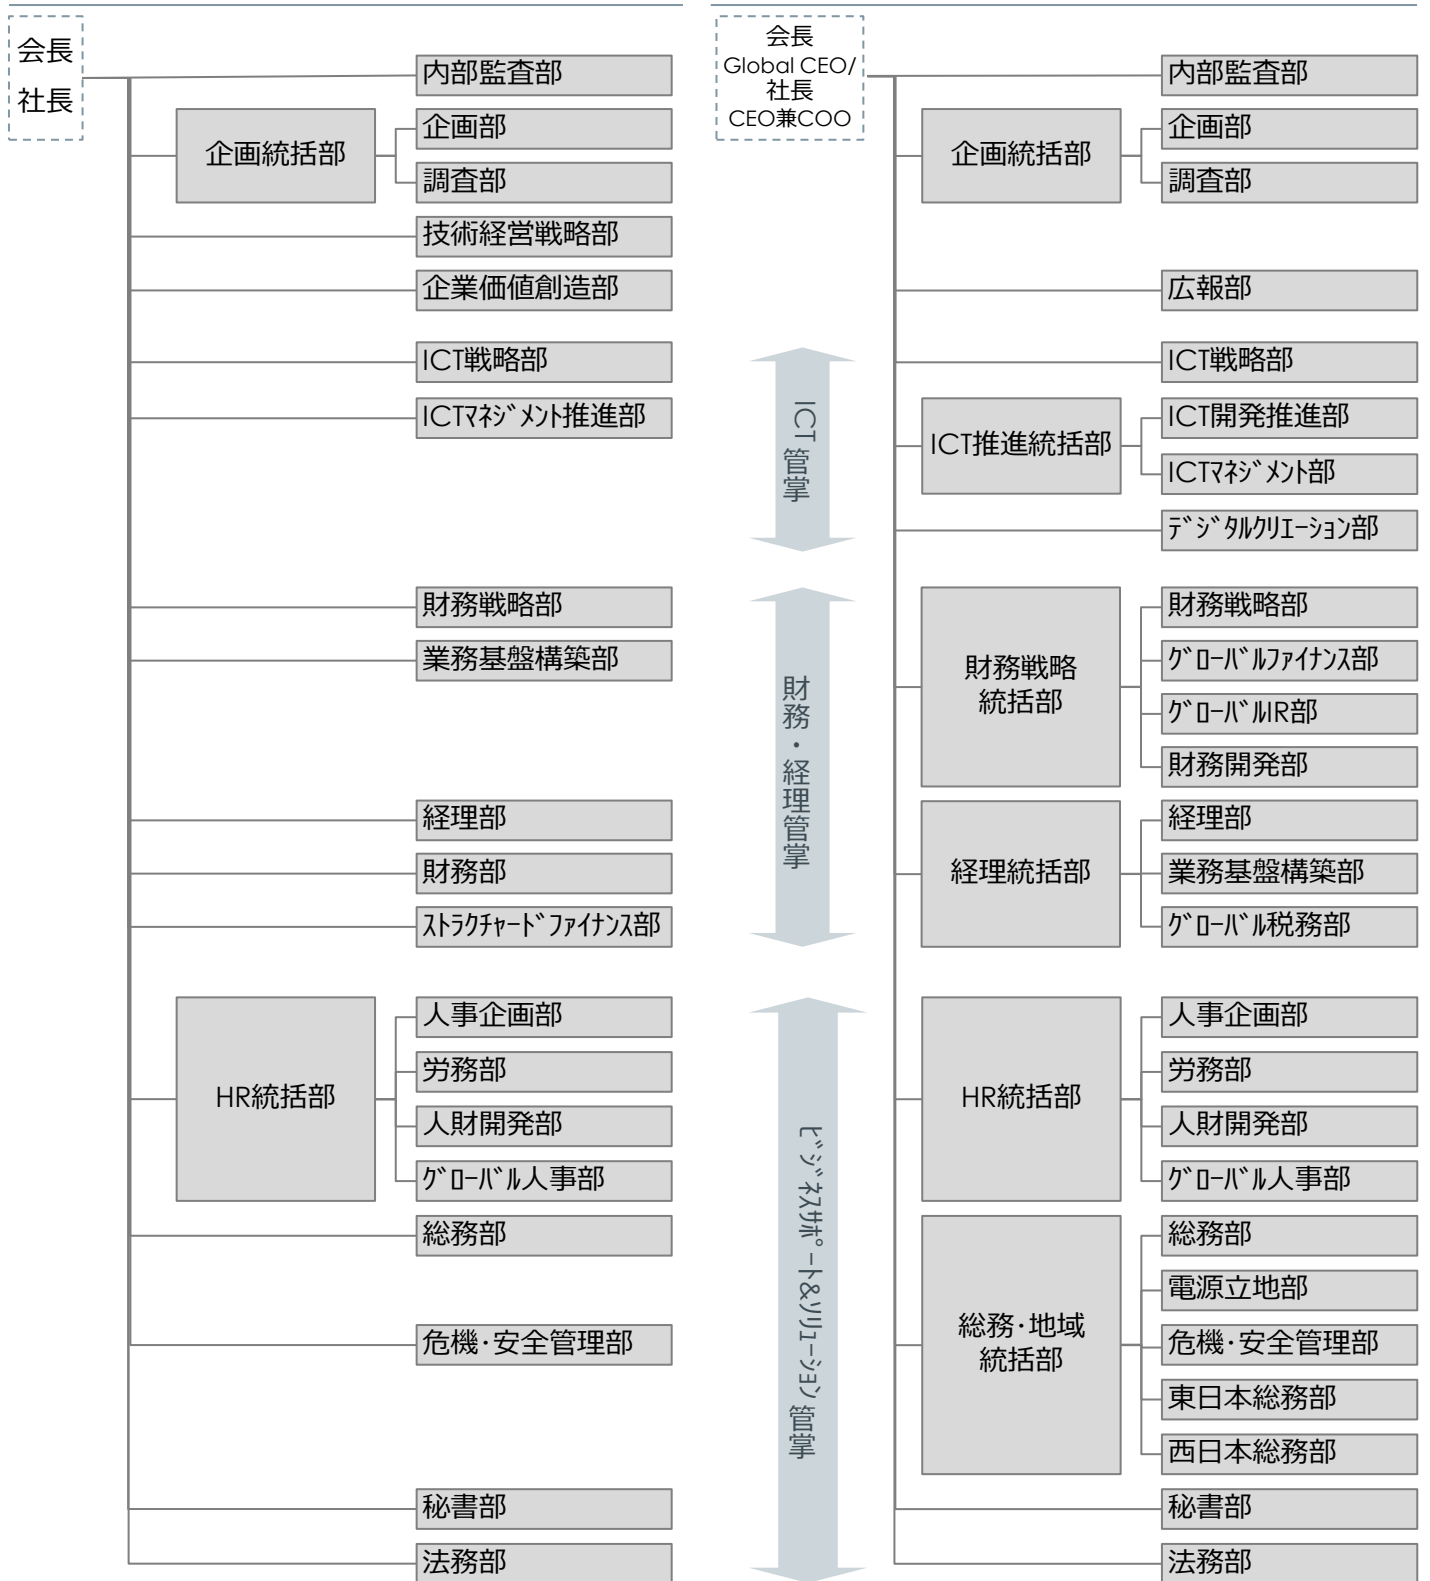 会長
社長
内部監査部
企画統括部
企画部
調査部
技術経営戦略部
企業価値創造部
ICT戦略部
ICTﾏﾈｼﾞﾒﾝﾄ推進部
財務戦略部
業務基盤構築部
経理部
財務部
ｽﾄﾗｸﾁｬｰﾄﾞﾌｧｲﾅﾝｽ部
HR統括部
人事企画部
労務部
人財開発部
ｸﾞﾛｰﾊﾞﾙ人事部
総務部
危機･安全管理部
秘書部
法務部
ICT管掌
財務・経理管掌
ﾋﾞｼﾞﾈｽｻﾎﾟｰﾄ&ｿﾘｭｰｼｮﾝ管掌
会長
Global CEO/
社長
CEO兼COO
内部監査部
企画統括部
企画部
調査部
広報部
ICT戦略部
ICT推進統括部
ICT開発推進部
ICTﾏﾈｼﾞﾒﾝﾄ部
ﾃﾞｼﾞﾀﾙｸﾘｴｰｼｮﾝ部
財務戦略
統括部
財務戦略部
ｸﾞﾛｰﾊﾞﾙﾌｧｲﾅﾝｽ部
ｸﾞﾛｰﾊﾞﾙIR部
財務開発部
経理統括部
経理部
業務基盤構築部
ｸﾞﾛｰﾊﾞﾙ税務部
HR統括部
人事企画部
労務部
人財開発部
ｸﾞﾛｰﾊﾞﾙ人事部
総務･地域
統括部
総務部
電源立地部
危機･安全管理部
東日本総務部
西日本総務部
秘書部
法務部